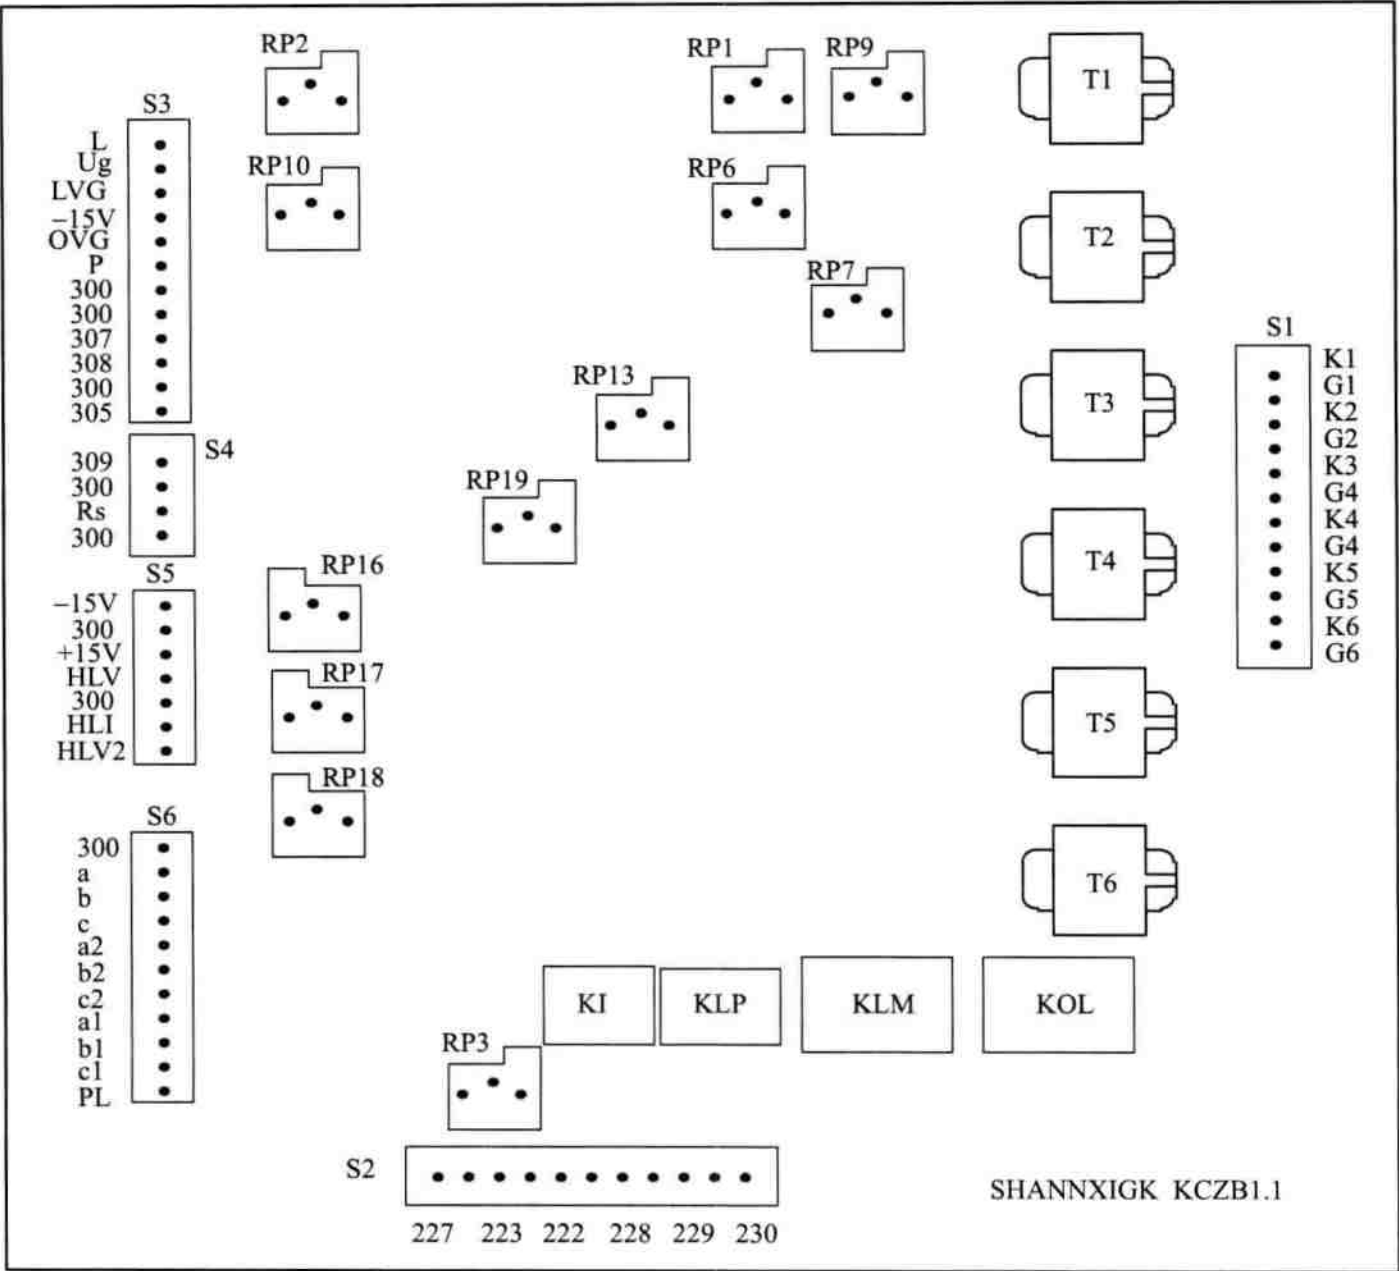 RP2
RP1
RP9
T1
S3
L
Ug
LVG
−15V
OVG
P
300
300
307
308
300
305
RP10
RP6
T2
RP7
S1
K1
G1
K2
G2
K3
G4
K4
G4
K5
G5
K6
G6
RP13
T3
S4
309
300
Rs
300
RP19
T4
S5
−15V
300
+15V
HLV
300
HLI
HLV2
RP16
RP17
RP18
T5
S6
300
a
b
c
a2
b2
c2
a1
b1
c1
PL
T6
KI
KLP
KLM
KOL
RP3
S2
227 223 222 228 229 230
SHANNXIGK KCZB1.1